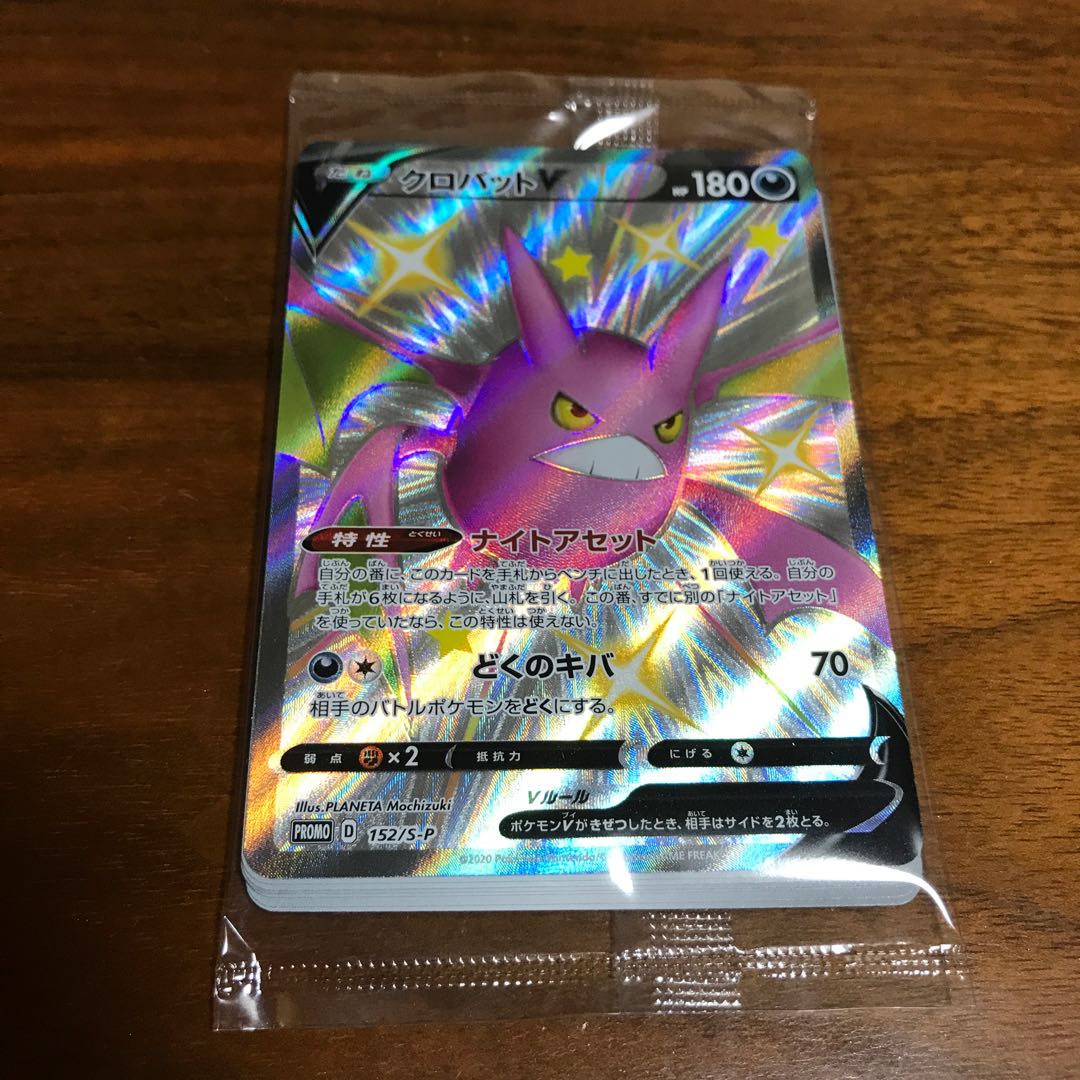 たね クロバットV HP 180
特性 とくせい ナイトアセット
自分の番に、このカードを手札からベンチに出したとき、1回使える。自分の
手札が6枚になるように、山札を引く。この番、すでに別の「ナイトアセット」
を使っていたなら、この特性は使えない。
どくのキバ 70
相手のバトルポケモンをどくにする。
弱点 ×2 抵抗力 にげる
Illus.PLANETA Mochizuki
Vルール
ポケモンVがきぜつしたとき、相手はサイドを2枚とる。
PROMO D 152/S-P
©2020